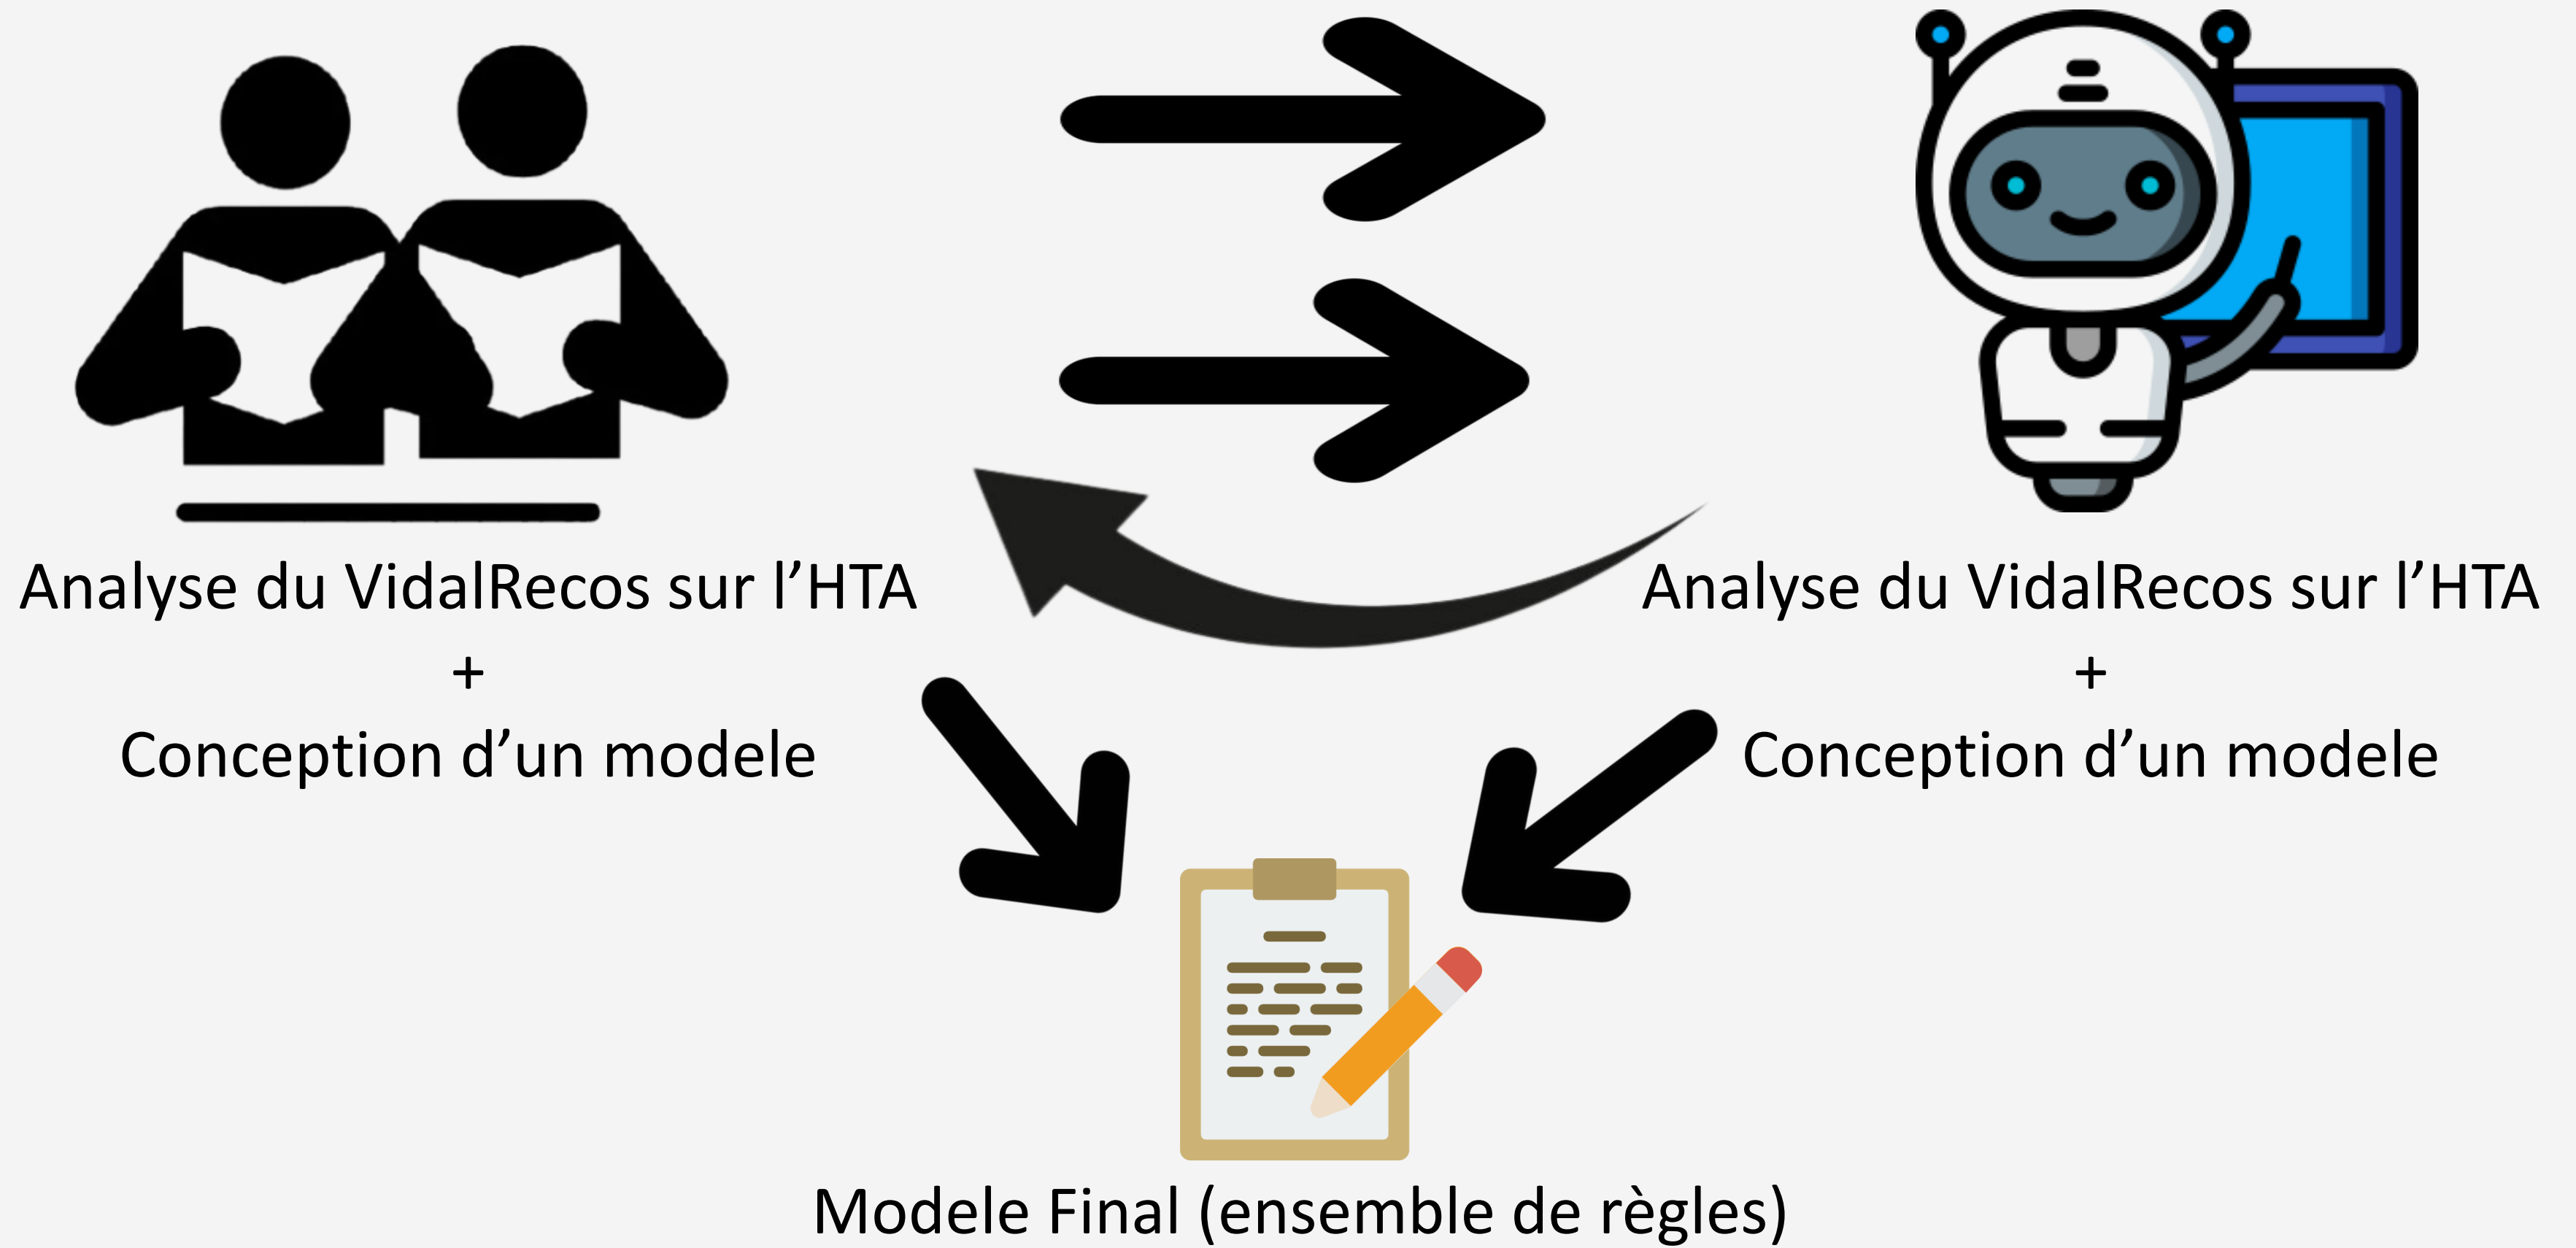 Analyse du VidalRecos sur l’HTA
+
Conception d’un modele
Analyse du VidalRecos sur l’HTA
+
Conception d’un modele
Modele Final (ensemble de règles)